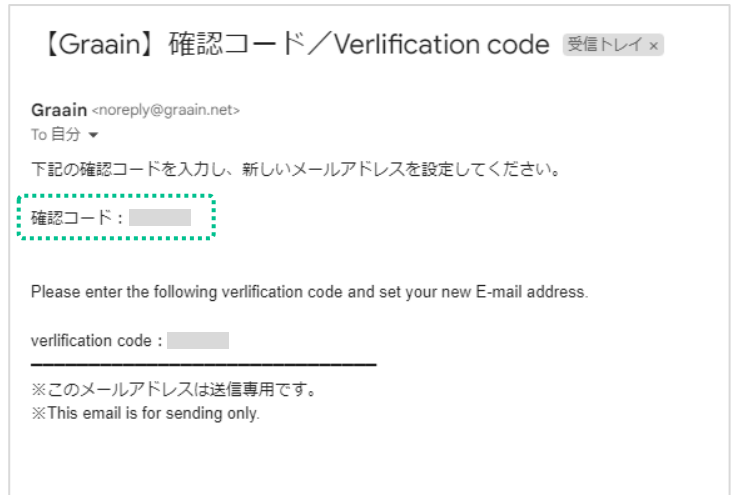 【Graain】確認コード／Verlification code 受信トレイ ×
Graain <noreply@graain.net>
To 自分
下記の確認コードを入力し、新しいメールアドレスを設定してください。
確認コード：
Please enter the following verlification code and set your new E-mail address.
verlification code：
※このメールアドレスは送信専用です。
※This email is for sending only.